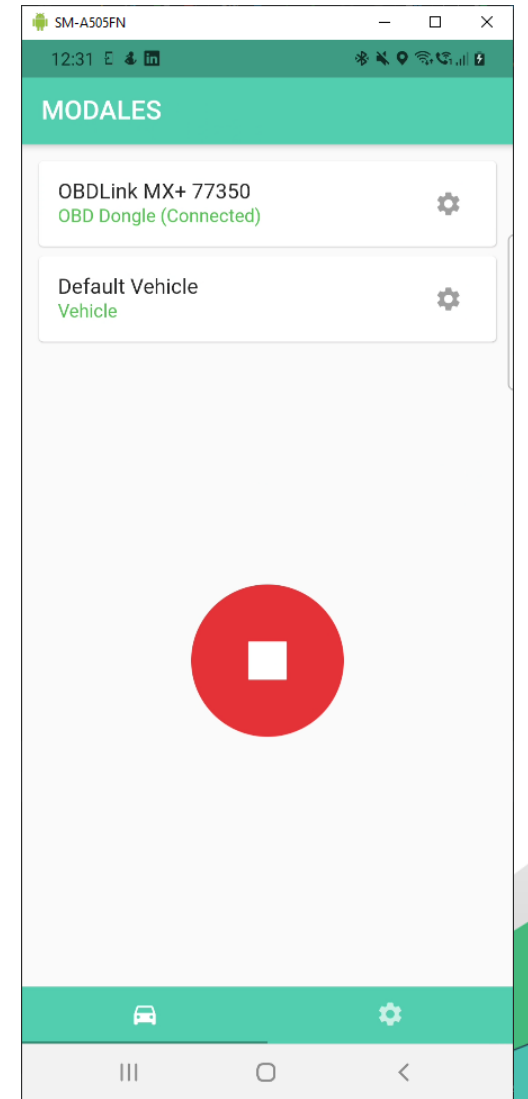 SM-A505FN
12:31
MODALES
OBDLink MX+ 77350
OBD Dongle (Connected)
Default Vehicle
Vehicle